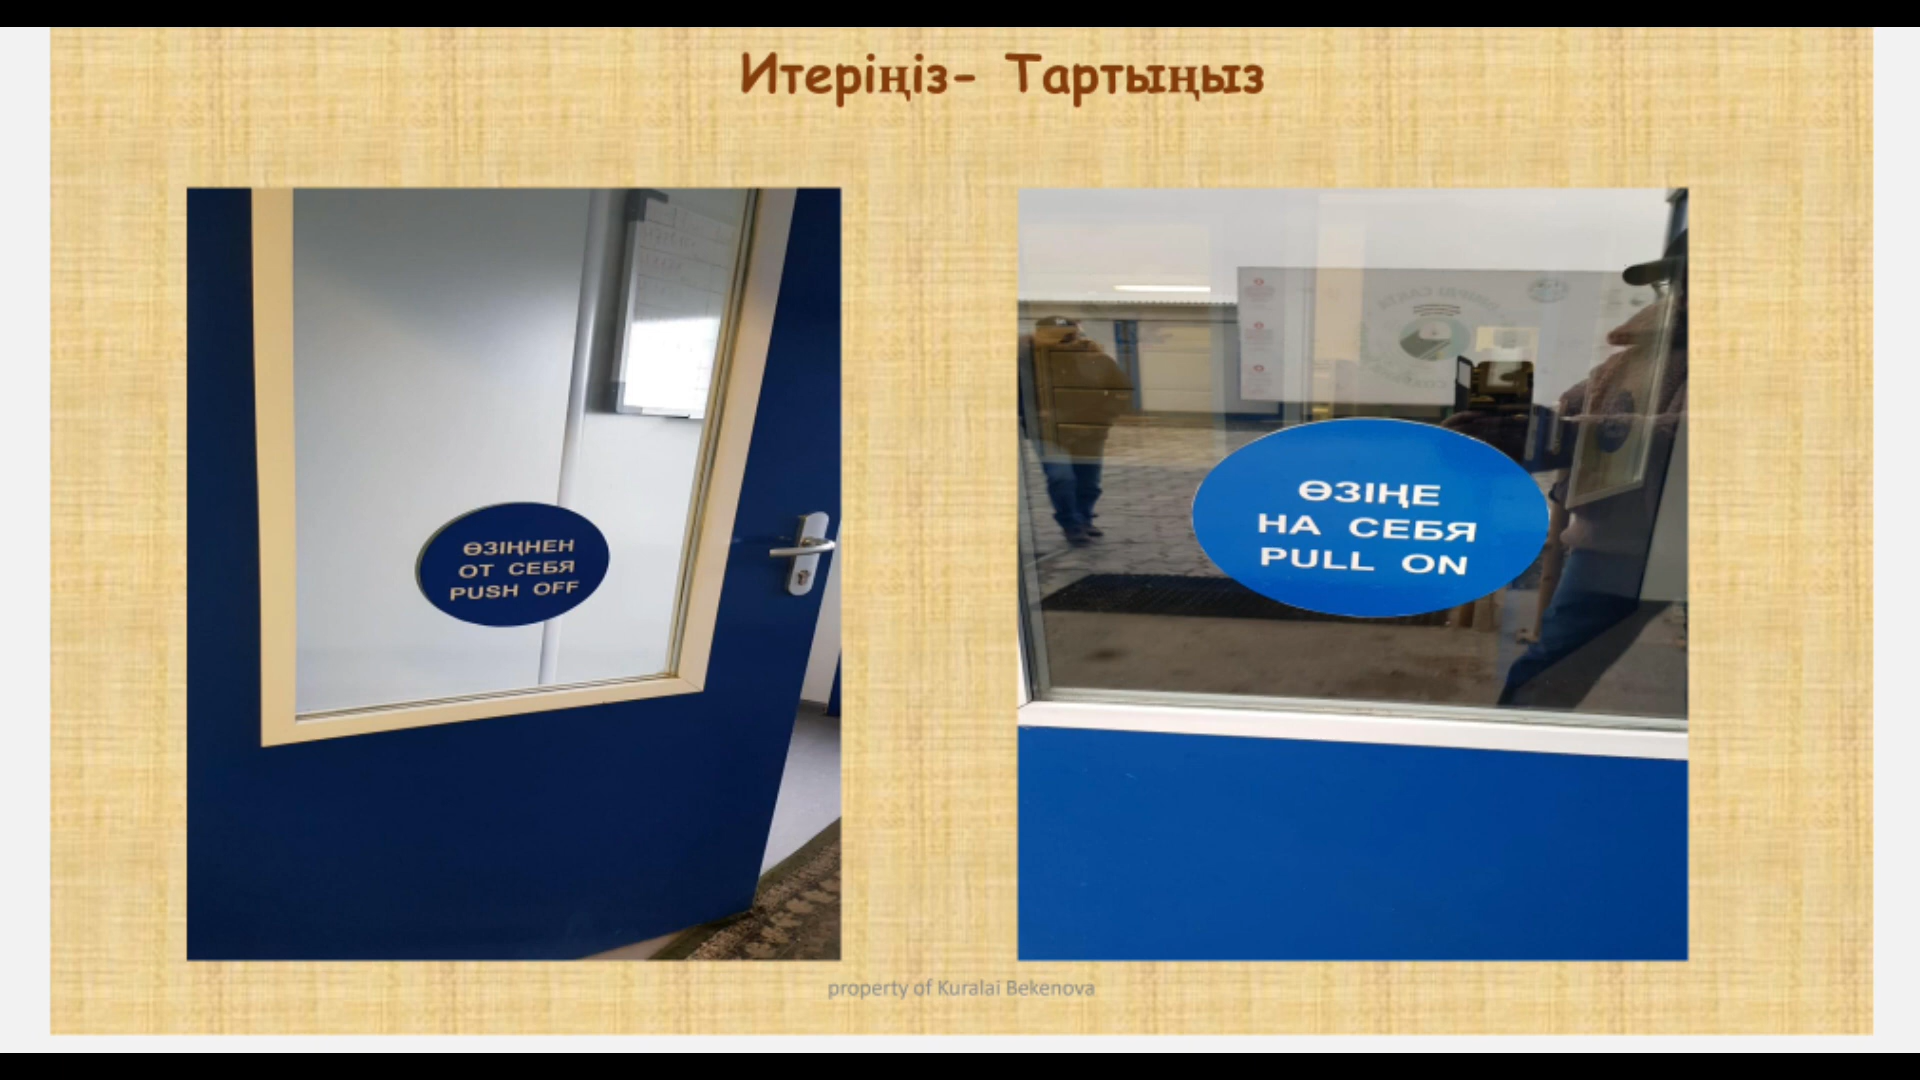 Итеріңіз- Тартыңыз
ӨЗІҢНЕН
ОТ СЕБЯ
PUSH OFF
ӨЗІҢЕ
НА СЕБЯ
PULL ON
property of Kuralai Bekenova